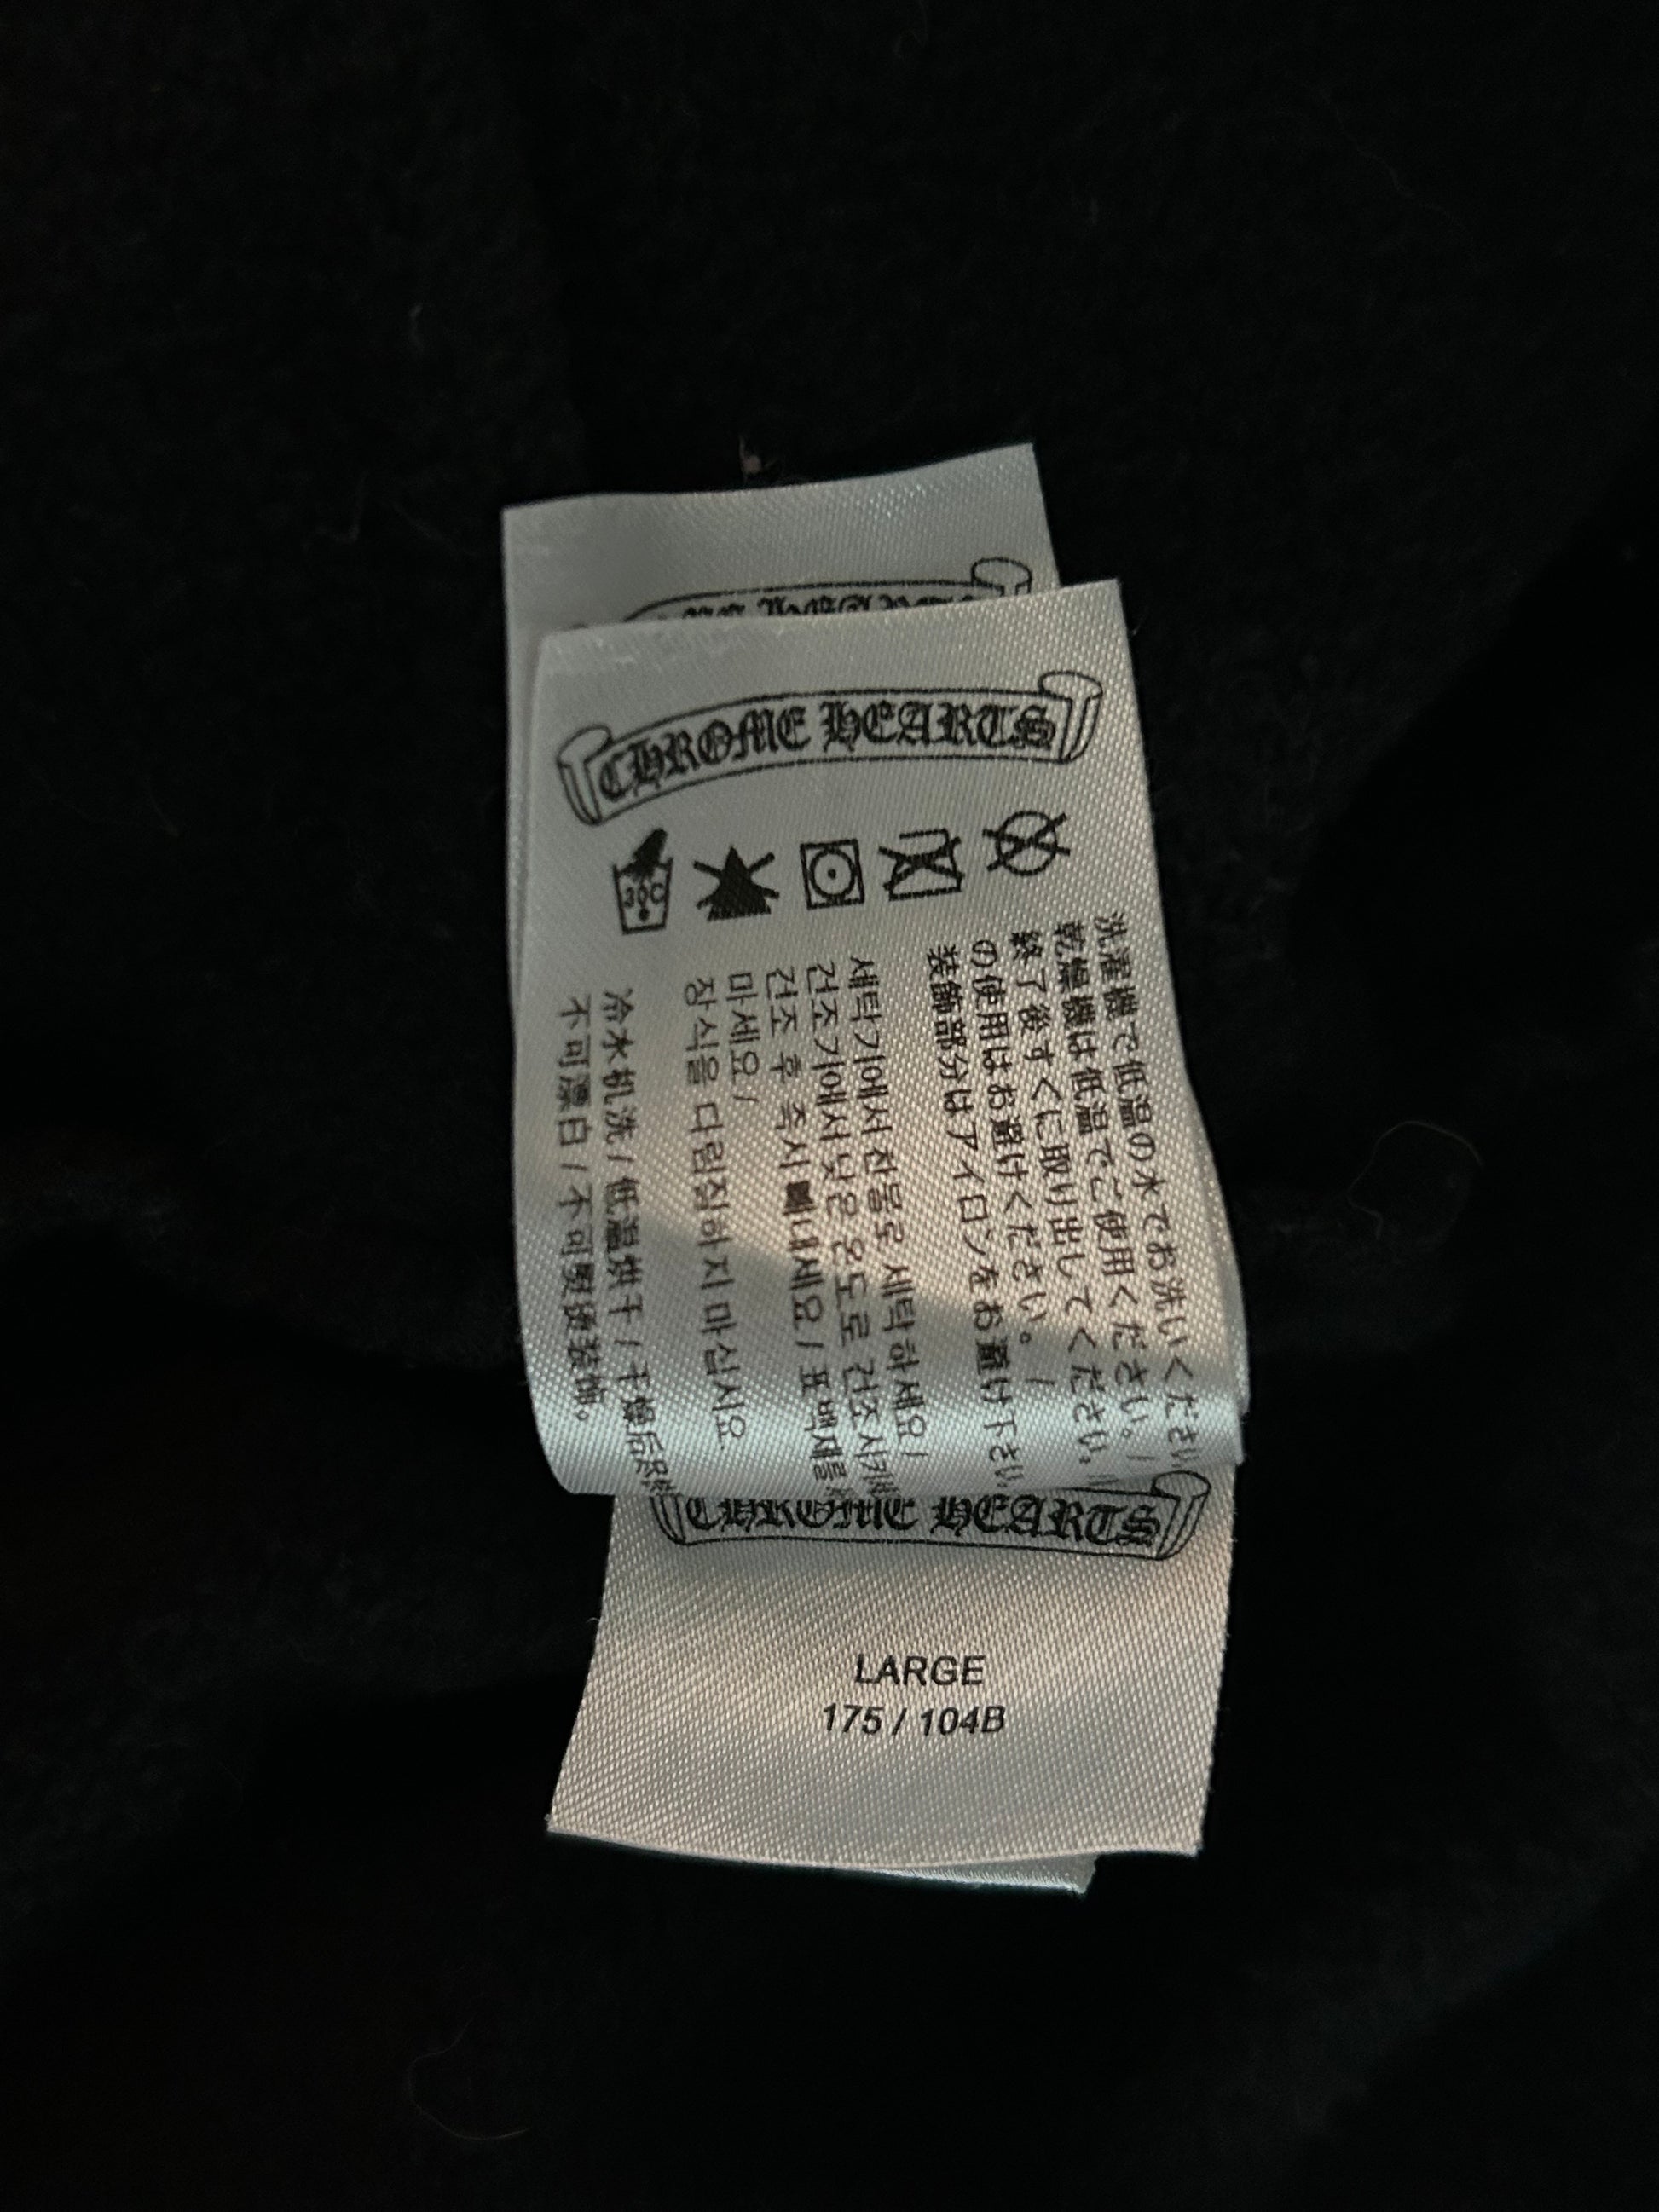 CHROME HEARTS
30C
洗濯機で低温の水でお洗いください
乾燥機は低温でご使用ください。/
終了後すぐに取り出してください。
の使用はお避けください。/
装飾部分はアイロンをお避け下さい
세탁기에서 찬물로 세탁하세요/
건조기에서 낮은 온도로 건조시키
건조 후 즉시 빼내세요/ 표백제를
마세요/
장식을 다림질하지 마십시요
冷水机洗/ 低温烘干/ 干燥后尽
不可漂白/ 不可熨烫装饰。
CHROME HEARTS
LARGE
175 / 104B